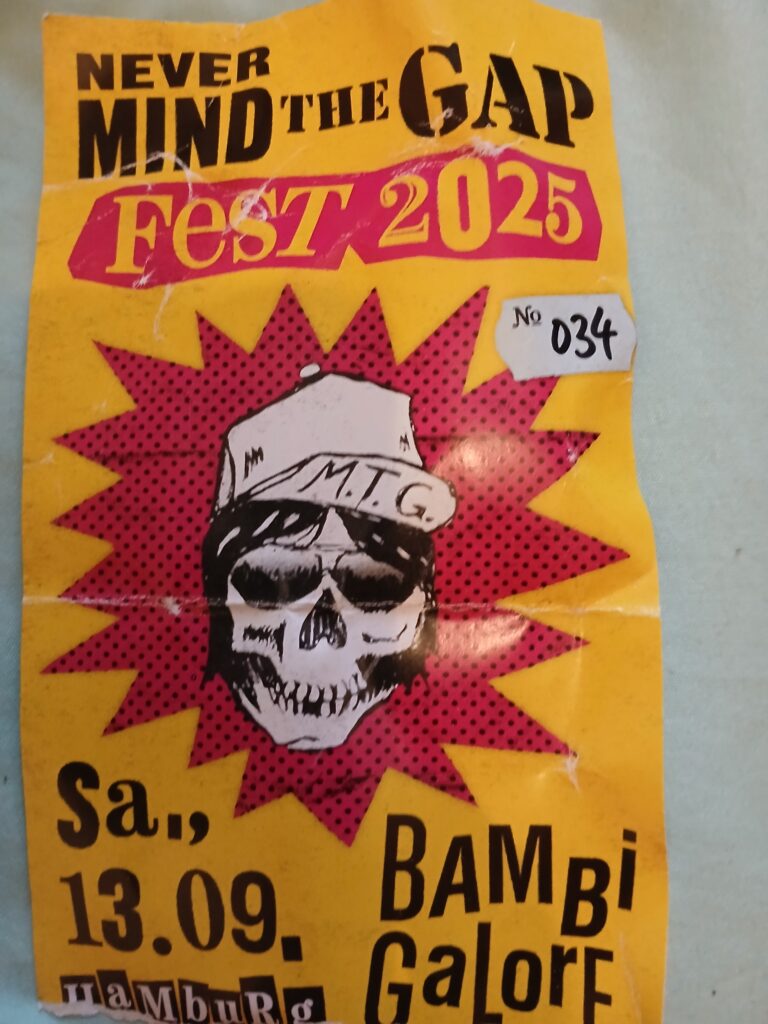 NEVER
MIND THE GAP
FeST 2025
No 034
M.T.G.
Sa.,
13.09.
HaMbuRg
BAMBi
GaLorE